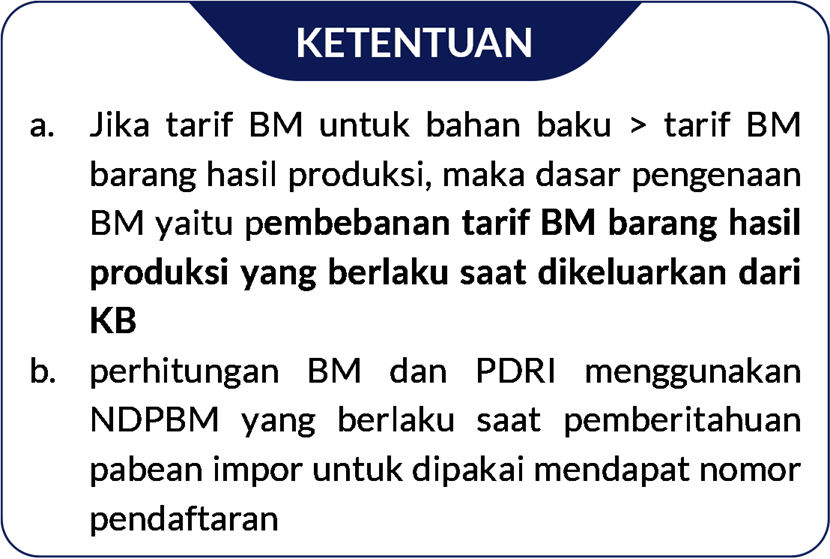 KETENTUAN
a. Jika tarif BM untuk bahan baku > tarif BM
barang hasil produksi, maka dasar pengenaan
BM yaitu pembebanan tarif BM barang hasil
produksi yang berlaku saat dikeluarkan dari
KB
b. perhitungan BM dan PDRI menggunakan
NDPBM yang berlaku saat pemberitahuan
pabean impor untuk dipakai mendapat nomor
pendaftaran